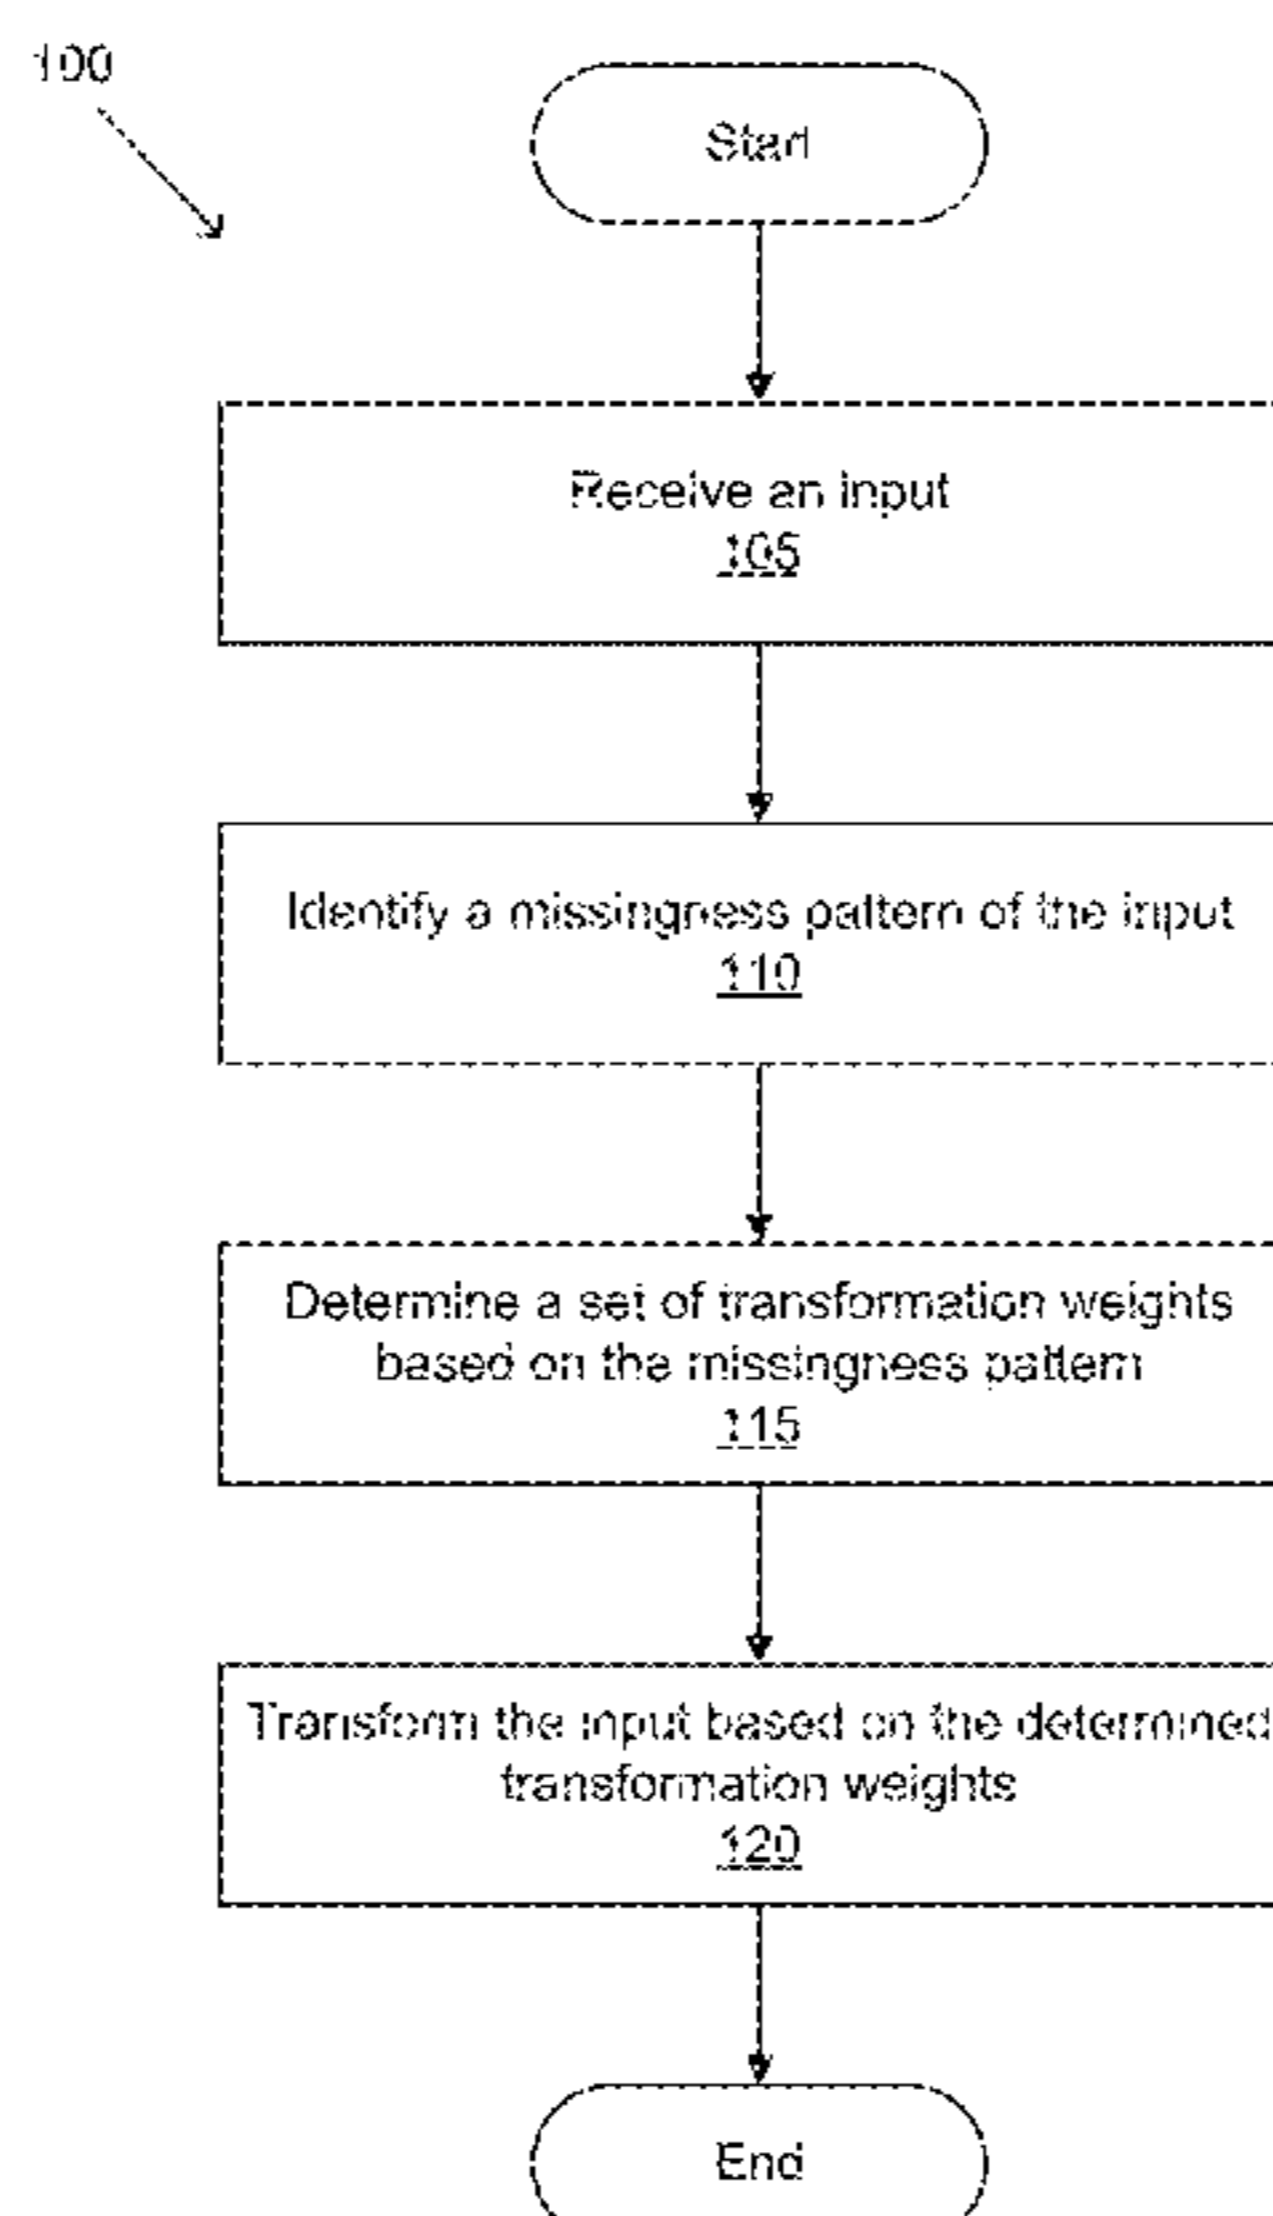 100
Start
Receive an input
105
Identify a missingness pattern of the input
110
Determine a set of transformation weights
based on the missingness pattern
115
Transform the input based on the determined
transformation weights
120
End